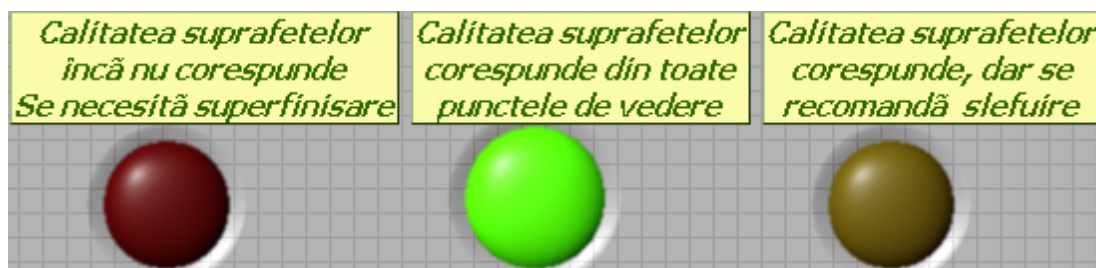 Calitatea suprafetelor
încã nu corespunde
Se necesitã superfinisare
Calitatea suprafetelor
corespunde din toate
punctele de vedere
Calitatea suprafetelor
corespunde, dar se
recomandã slefuire